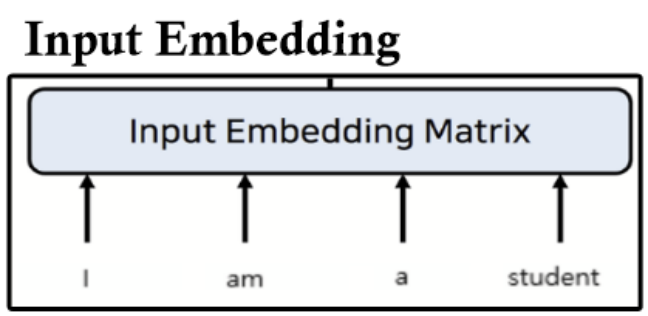 Input Embedding
Input Embedding Matrix
I am a student